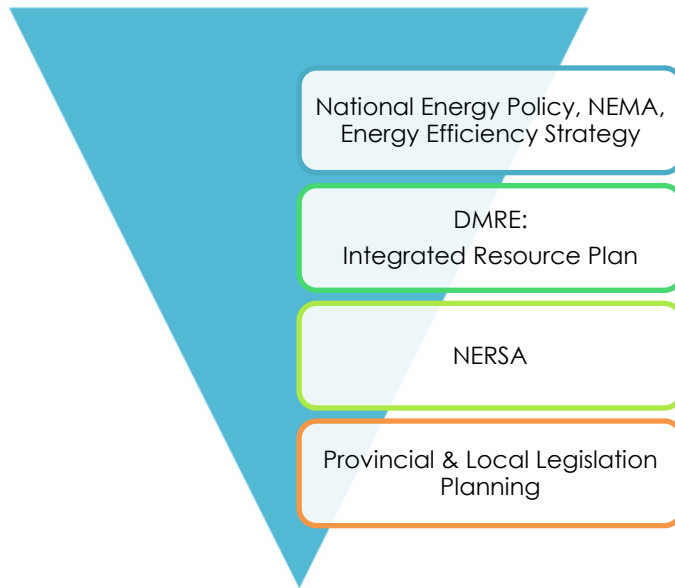 National Energy Policy, NEMA,
Energy Efficiency Strategy
DMRE:
Integrated Resource Plan
NERSA
Provincial & Local Legislation
Planning